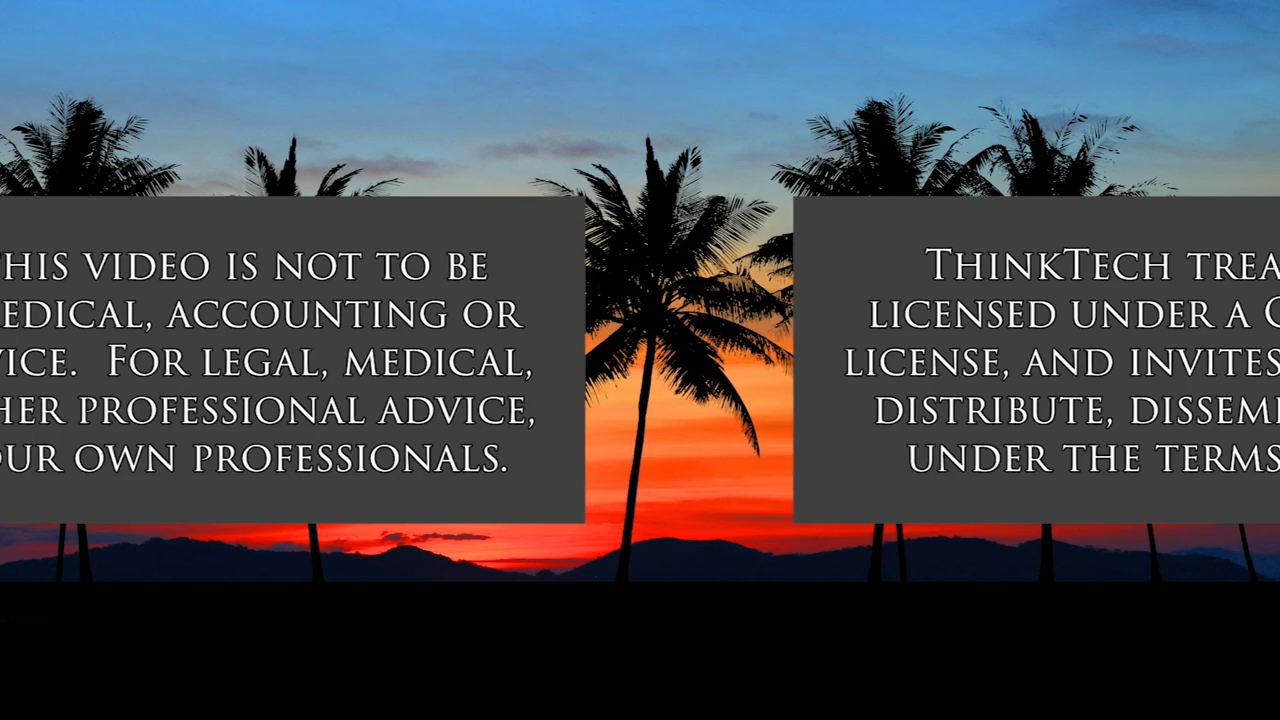 HIS VIDEO IS NOT TO BE
EDICAL, ACCOUNTING OR
VICE. FOR LEGAL, MEDICAL,
HER PROFESSIONAL ADVICE,
OUR OWN PROFESSIONALS.
THINKTECH TREA
LICENSED UNDER A C
LICENSE, AND INVITES
DISTRIBUTE, DISSEMI
UNDER THE TERMS